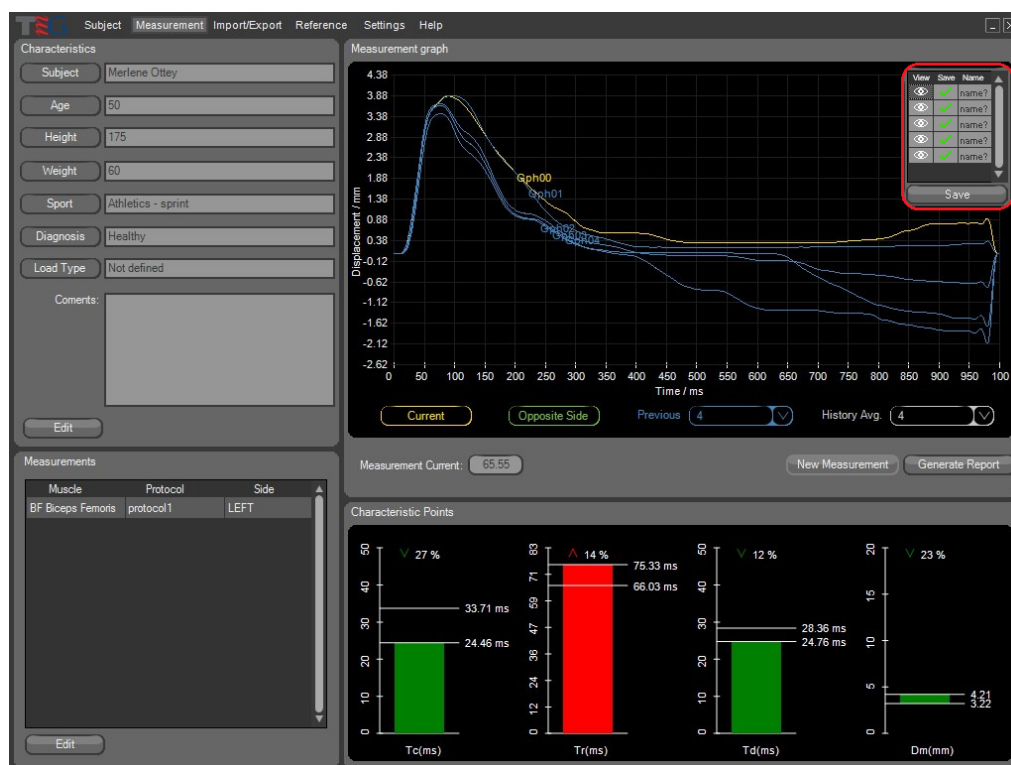 TMG Subject Measurement Import/Export Reference Settings Help
Characteristics
Subject Merlene Ottey
Age 50
Height 175
Weight 60
Sport Athletics - sprint
Diagnosis Healthy
Load Type Not defined
Coments:
Edit
Measurements
Muscle Protocol Side
BF Biceps Femoris protocol1 LEFT
Edit
Measurement graph
View Save Name
name?
name?
name?
name?
name?
Save
4.38
3.88
3.38
2.88
2.38
1.88
1.38
0.88
0.38
-0.12
-0.62
-1.12
-1.62
-2.12
-2.62
Displacement / mm
Gph00
Gph01
Gph02
Gph03
Gph04
0 50 100 150 200 250 300 350 400 450 500 550 600 650 700 750 800 850 900 950 100
Time / ms
Current Opposite Side Previous 4 History Avg. 4
Measurement Current: 65.55 New Measurement Generate Report
Characteristic Points
50 40 30 20 10 0
27 %
33.71 ms
24.46 ms
Tc(ms)
83 71 59 47 36 24 12 0
14 %
75.33 ms
66.03 ms
Tr(ms)
50 40 30 20 10 0
12 %
28.36 ms
24.76 ms
Td(ms)
20 15 10 5 0
23 %
4.21
3.22
Dm(mm)